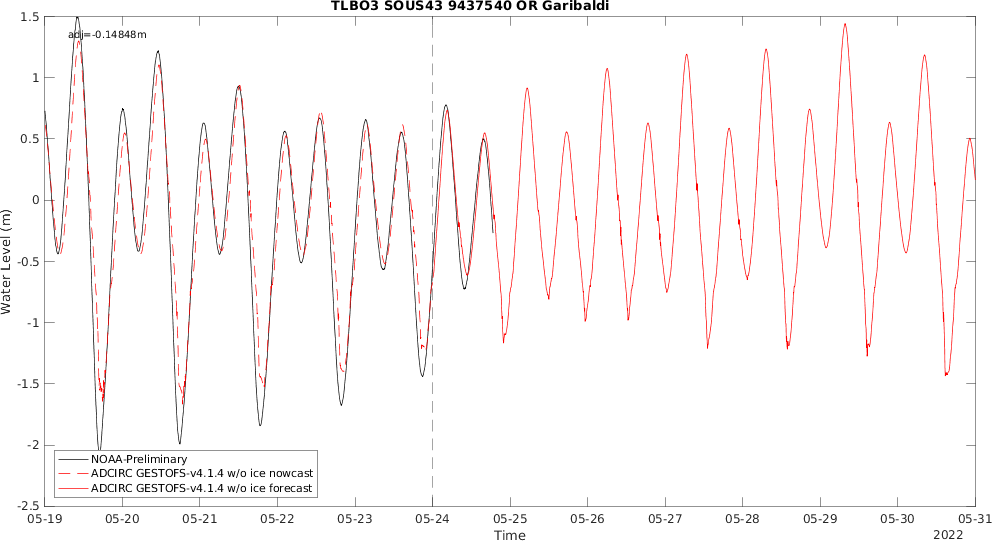 TLBO3 SOUS43 9437540 OR Garibaldi
adj=-0.14848m
1.5
1
0.5
0
-0.5
-1
-1.5
-2
-2.5
Water Level (m)
NOAA-Preliminary
ADCIRC GESTOFS-v4.1.4 w/o ice nowcast
ADCIRC GESTOFS-v4.1.4 w/o ice forecast
05-19 05-20 05-21 05-22 05-23 05-24 05-25 05-26 05-27 05-28 05-29 05-30 05-31
Time
2022